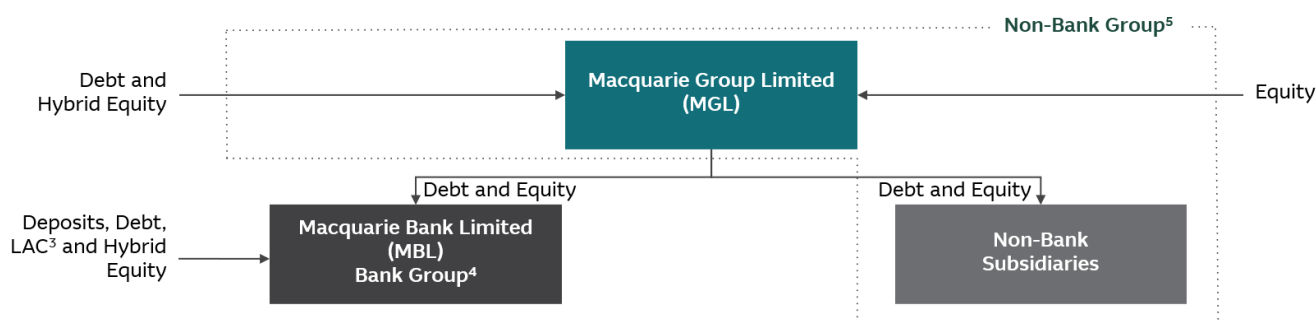 Non-Bank Group⁵
Debt and
Hybrid Equity
Macquarie Group Limited
(MGL)
Equity
Debt and Equity
Debt and Equity
Deposits, Debt,
LAC³ and Hybrid
Equity
Macquarie Bank Limited
(MBL)
Bank Group⁴
Non-Bank
Subsidiaries